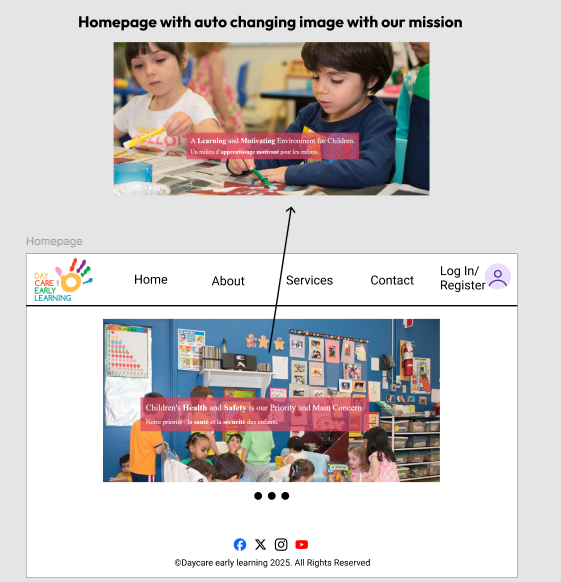 Homepage with auto changing image with our mission
A Learning and Motivating Environment for Children.
Un milieu d'apprentissage motivant pour les enfants.
Homepage
DAY
CARE
EARLY
LEARNING
Home
About
Services
Contact
Log In/
Register
Children's Health and Safety is our Priority and Main Concern.
Notre priorité : la santé et la sécurité des enfants.
©Daycare early learning 2025. All Rights Reserved